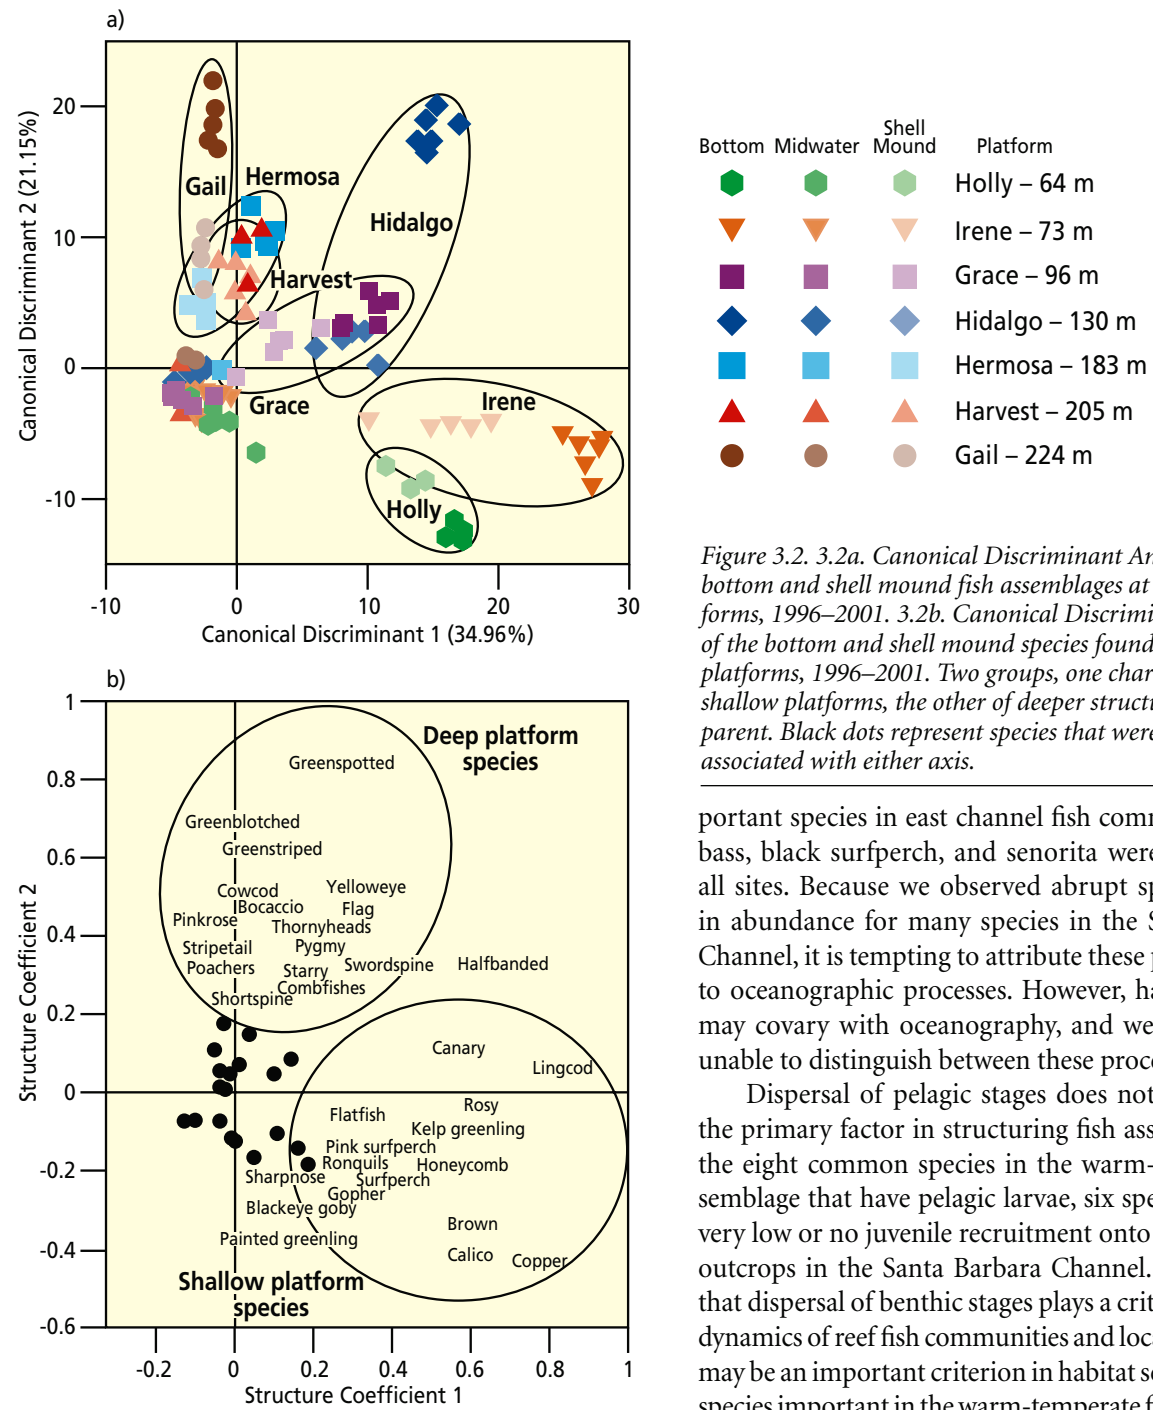 a)
Canonical Discriminant 2 (21.15%)
20
10
0
-10
Gail
Hermosa
Hidalgo
Harvest
Grace
Irene
Holly
-10 0 10 20 30
Canonical Discriminant 1 (34.96%)
Shell
Bottom Midwater Mound Platform
Holly – 64 m
Irene – 73 m
Grace – 96 m
Hidalgo – 130 m
Hermosa – 183 m
Harvest – 205 m
Gail – 224 m
b)
Structure Coefficient 2
1
0.8
0.6
0.4
0.2
0
-0.2
-0.4
-0.6
Deep platform
species
Greenspotted
Greenblotched
Greenstriped
Cowcod
Yelloweye
Bocaccio
Flag
Pinkrose
Thornyheads
Stripetail
Pygmy
Poachers
Starry
Swordspine
Halfbanded
Combfishes
Shortspine
Canary
Lingcod
Rosy
Flatfish
Kelp greenling
Pink surfperch
Ronquils
Honeycomb
Sharpnose
Surfperch
Gopher
Blackeye goby
Brown
Painted greenling
Calico
Copper
Shallow platform
species
-0.2 0 0.2 0.4 0.6 0.8 1
Structure Coefficient 1
Figure 3.2. 3.2a. Canonical Discriminant An
bottom and shell mound fish assemblages at
forms, 1996–2001. 3.2b. Canonical Discrimi
of the bottom and shell mound species found
platforms, 1996–2001. Two groups, one char
shallow platforms, the other of deeper structu
parent. Black dots represent species that were
associated with either axis.
portant species in east channel fish comm
bass, black surfperch, and senorita were
all sites. Because we observed abrupt sp
in abundance for many species in the S
Channel, it is tempting to attribute these p
to oceanographic processes. However, ha
may covary with oceanography, and we
unable to distinguish between these proce
Dispersal of pelagic stages does not
the primary factor in structuring fish ass
the eight common species in the warm-
semblage that have pelagic larvae, six spe
very low or no juvenile recruitment onto
outcrops in the Santa Barbara Channel.
that dispersal of benthic stages plays a crit
dynamics of reef fish communities and loca
may be an important criterion in habitat se
species important in the warm-temperate f